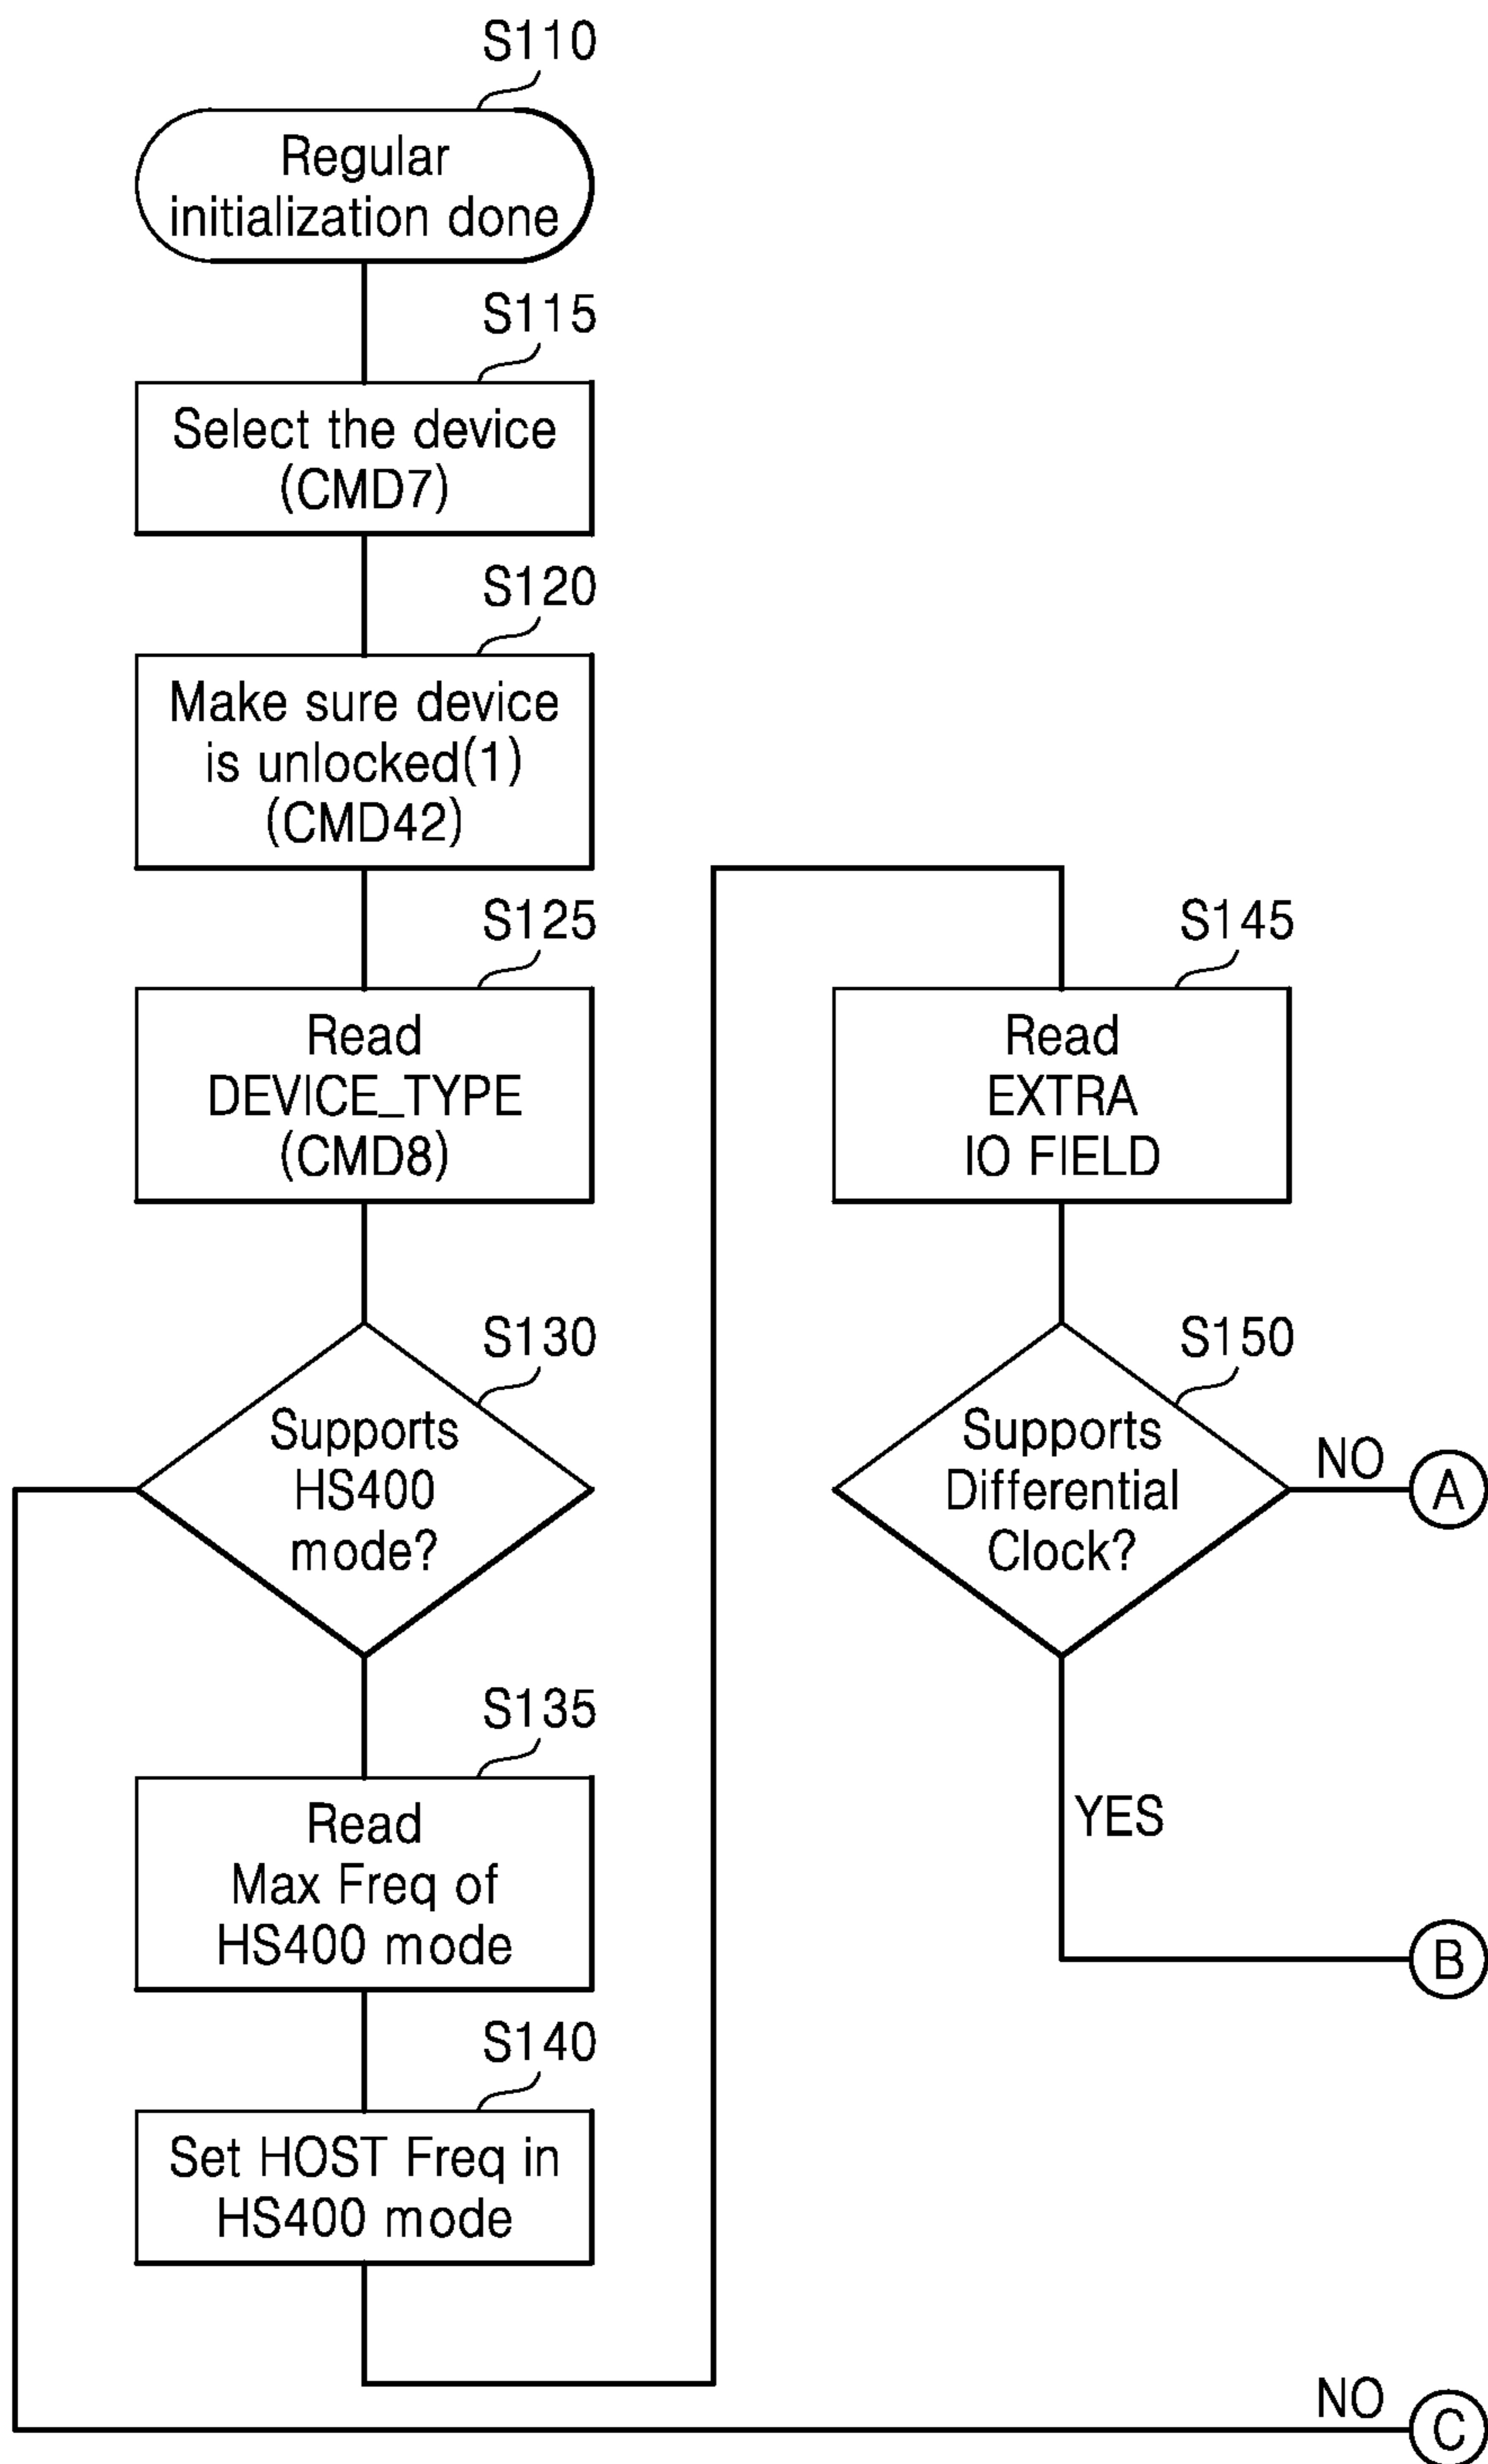 S110
Regular
initialization done
S115
Select the device
(CMD7)
S120
Make sure device
is unlocked(1)
(CMD42)
S125
Read
DEVICE_TYPE
(CMD8)
S130
Supports
HS400
mode?
S135
Read
Max Freq of
HS400 mode
S140
Set HOST Freq in
HS400 mode
S145
Read
EXTRA
IO FIELD
S150
Supports
Differential
Clock?
NO
A
YES
B
NO
C